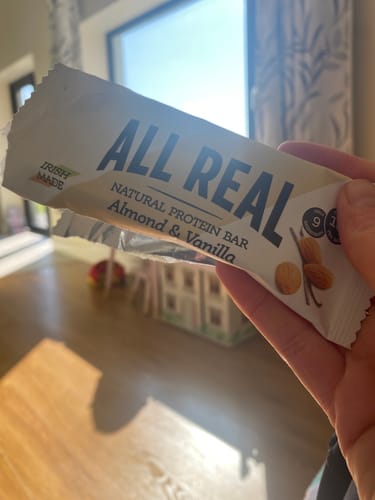 ALL REAL
IRISH
MADE
NATURAL PROTEIN BAR
Almond & Vanilla